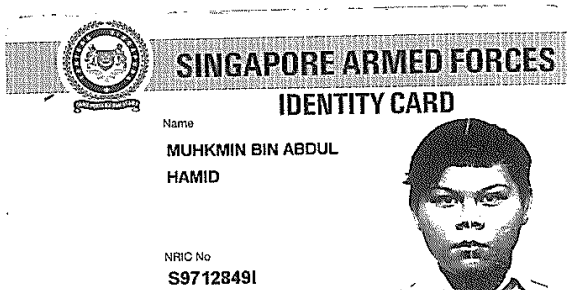 SINGAPORE ARMED FORCES
IDENTITY CARD
Name
MUHKMIN BIN ABDUL
HAMID
NRIC No
S9712849I